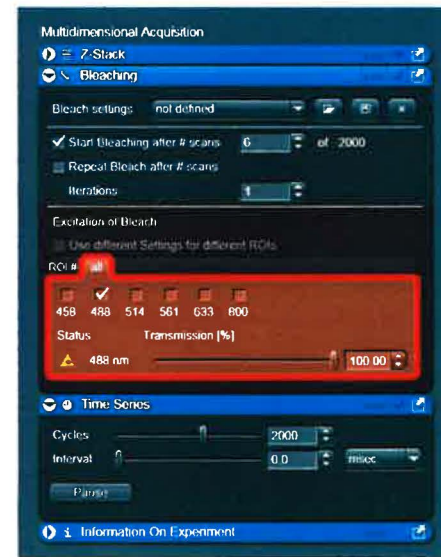 Multidimensional Acquisition
Z-Stack
Bleaching
Bleach settings not defined
Start Bleaching after # scans 6 of 2000
Repeat Bleach after # scans
Iterations 1
Excitation of Bleach
Use different Settings for different ROIs
ROI # all
458 488 514 561 633 800
Status Transmission [%]
488 nm 100.00
Time Series
Cycles 2000
Interval 0.0 msec
Pause
Information On Experiment